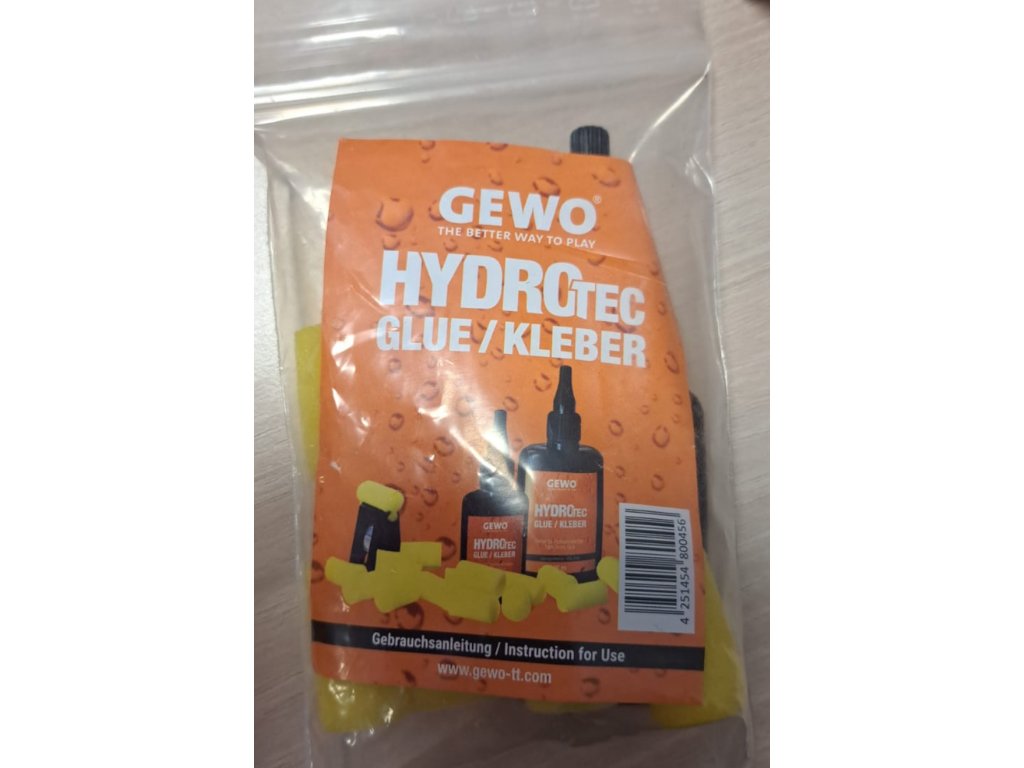 GEWO®
THE BETTER WAY TO PLAY
HYDROTEC
GLUE / KLEBER
GEWO
HYDROTEC
GLUE / KLEBER
GEWO
HYDROTEC
GLUE / KLEBER
4 251454 800456
Gebrauchsanleitung / Instruction for Use
www.gewo-tt.com